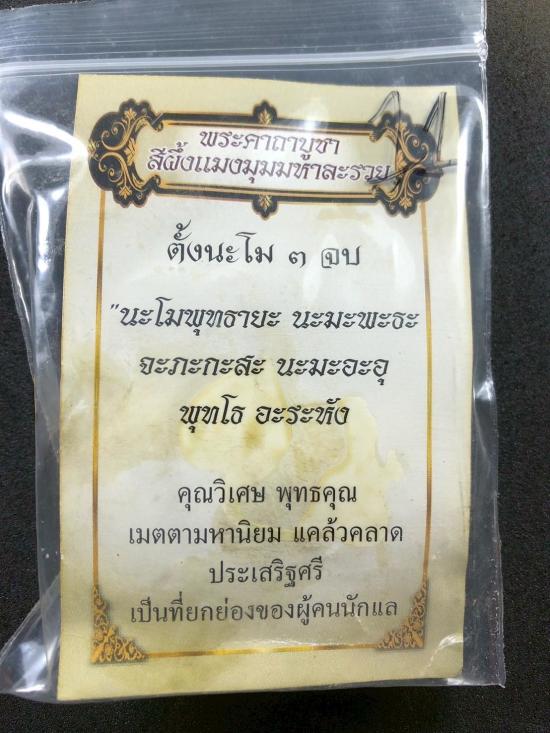 พระคาถาบูชา
สีผึ้งแมงมุมมหาละรวย
ตั้งนะโม ๓ จบ
"นะโมพุทธายะ นะมะพะธะ
จะภะกะสะ นะมะอะอุ
พุทโธ อะระหัง
คุณวิเศษ พุทธคุณ
เมตตามหานิยม แคล้วคลาด
ประเสริฐศรี
เป็นที่ยกย่องของผู้คนนักแล